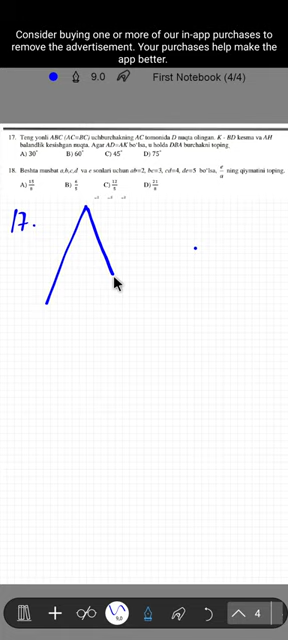 Consider buying one or more of our in-app purchases to
remove the advertisement. Your purchases help make the
app better.
9.0 First Notebook (4/4)
17. Teng yonli ABC (AC=BC) uchburchakning AC tomonida D nuqta olingan. K - BD kesma va AH
balandlik kesishgan nuqta. Agar AD=AK bo'lsa, u holda DBA burchakni toping
A) 30° B) 60° C) 45° D) 75°
18. Beshta musbat a,b,c,d va e sonlari uchun ab=2, bc=3, cd=4, de=5 bo'lsa, e/a ning qiymatini toping.
A) 15/8 B) C) D)
17.
9,0
4